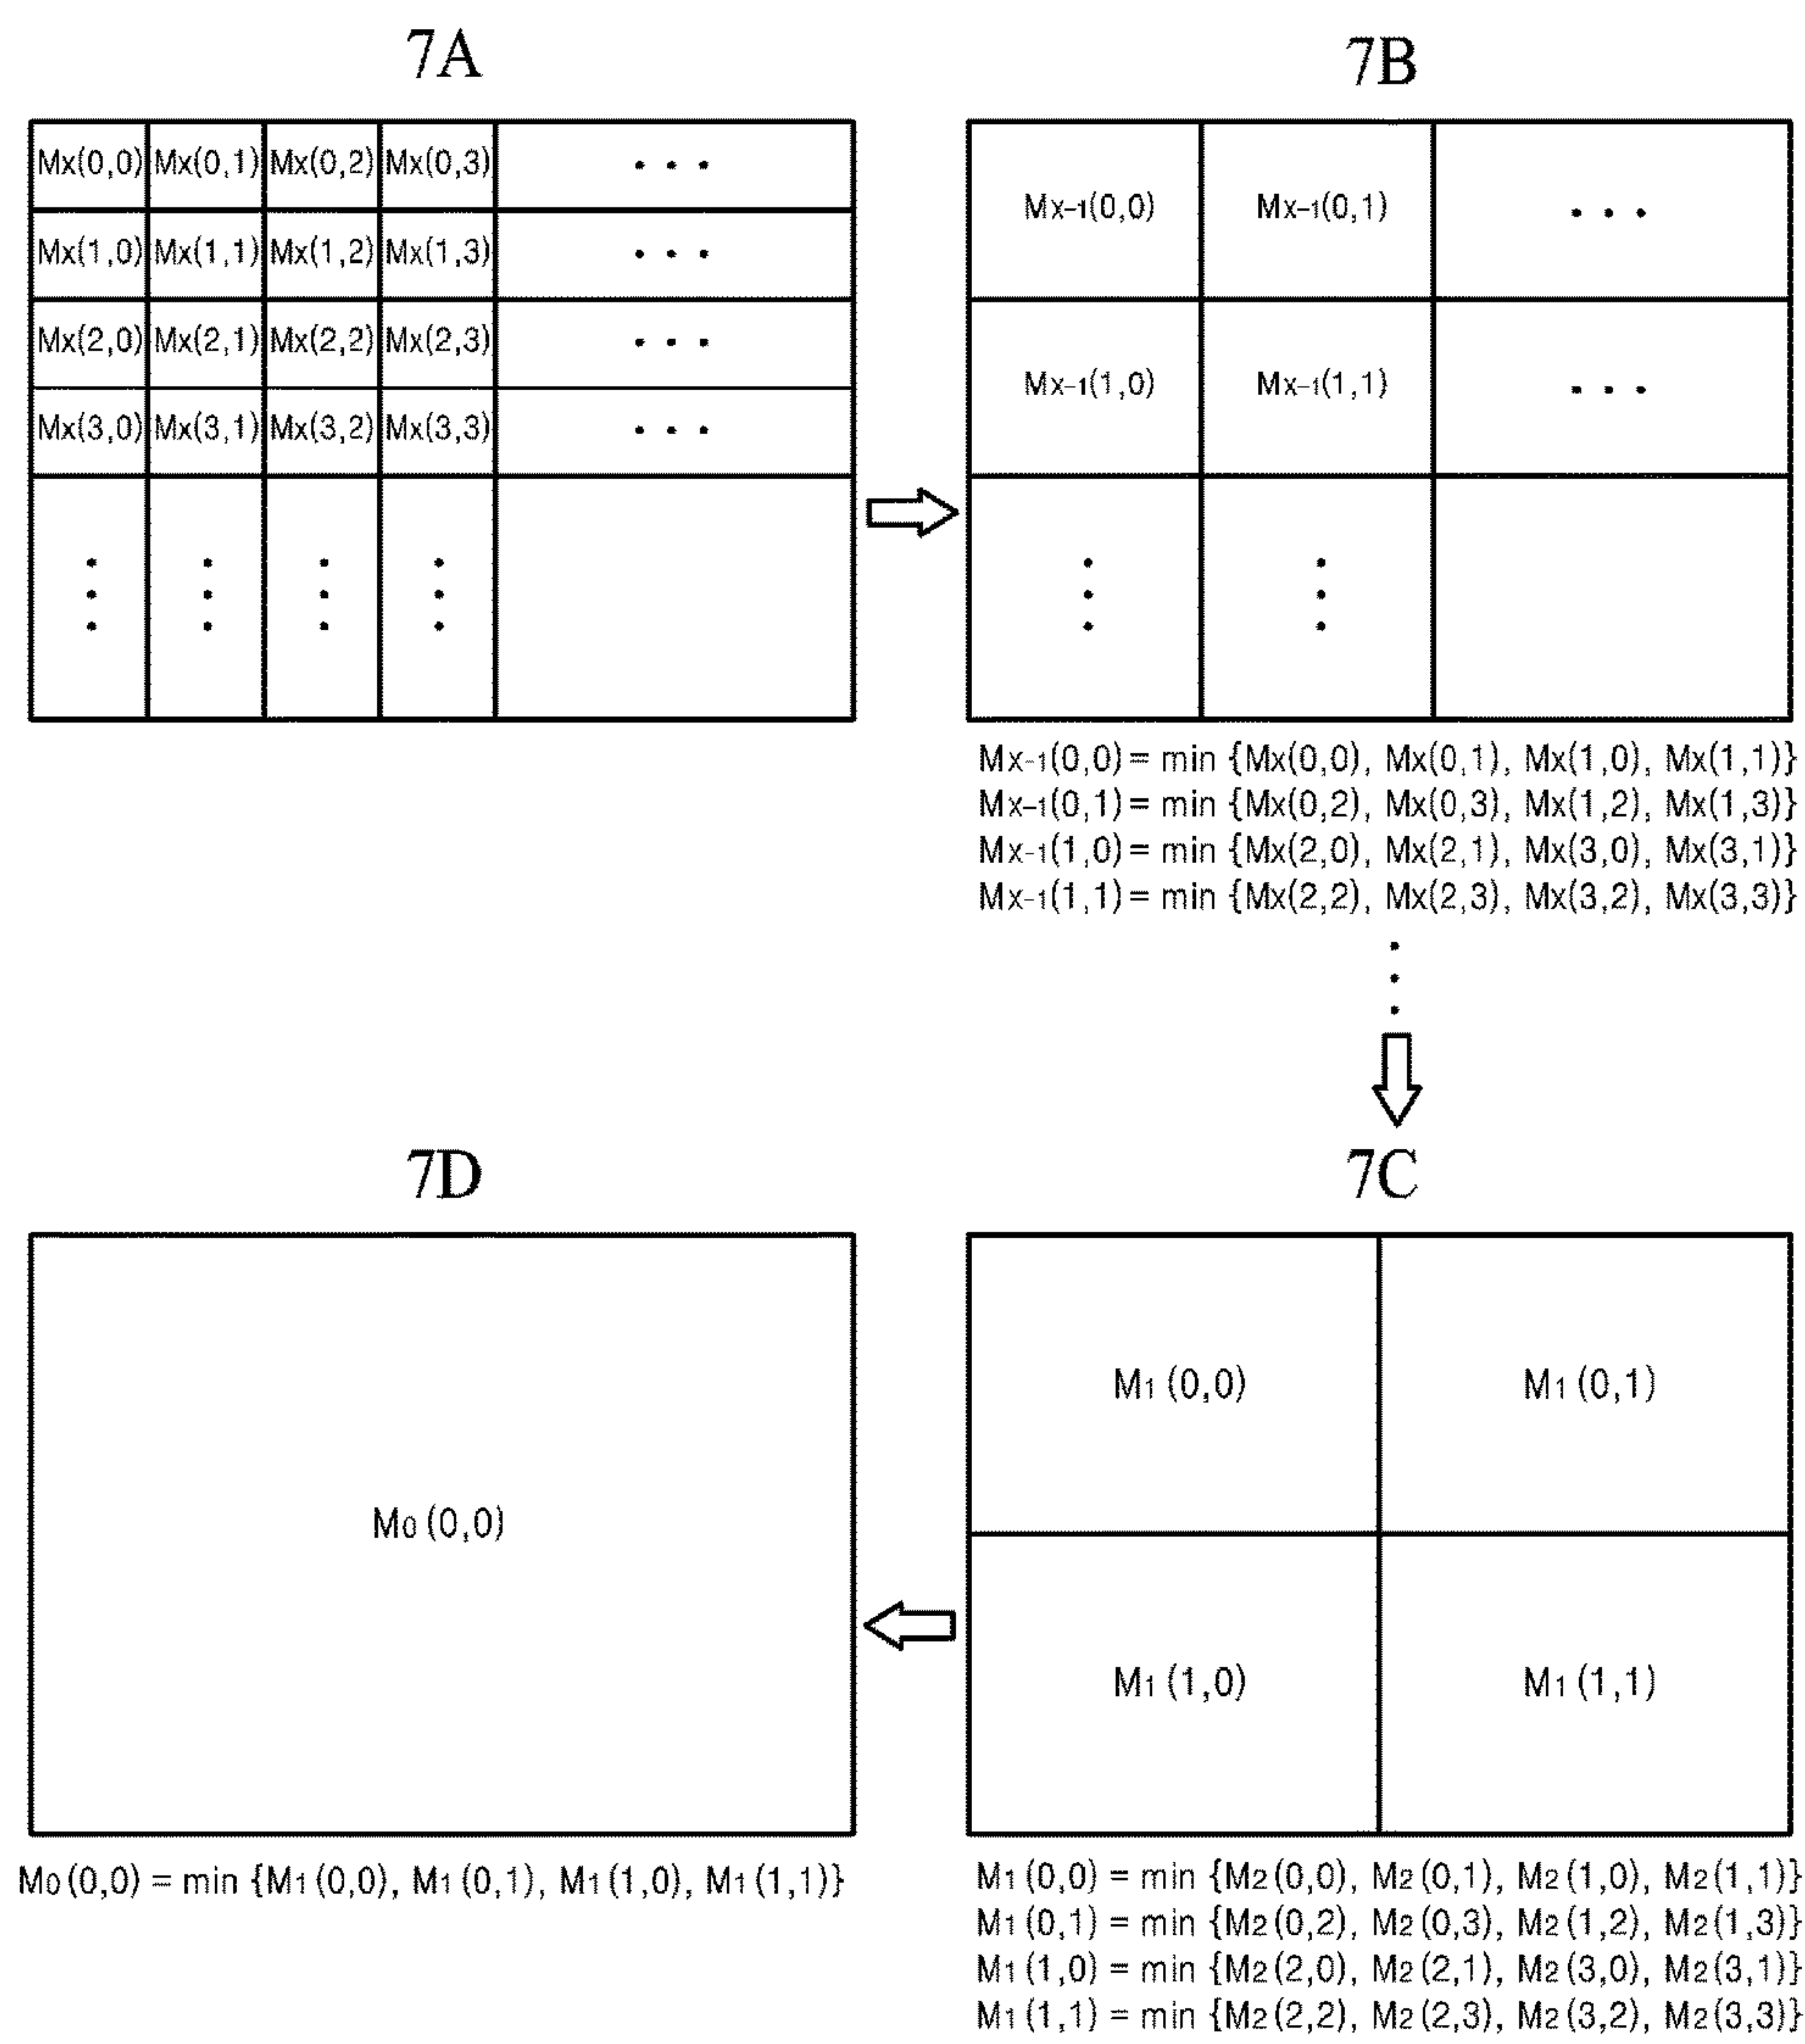 7A
Mx(0,0) Mx(0,1) Mx(0,2) Mx(0,3) ...
Mx(1,0) Mx(1,1) Mx(1,2) Mx(1,3) ...
Mx(2,0) Mx(2,1) Mx(2,2) Mx(2,3) ...
Mx(3,0) Mx(3,1) Mx(3,2) Mx(3,3) ...
7B
Mx-1(0,0) Mx-1(0,1) ...
Mx-1(1,0) Mx-1(1,1) ...
Mx-1(0,0) = min {Mx(0,0), Mx(0,1), Mx(1,0), Mx(1,1)}
Mx-1(0,1) = min {Mx(0,2), Mx(0,3), Mx(1,2), Mx(1,3)}
Mx-1(1,0) = min {Mx(2,0), Mx(2,1), Mx(3,0), Mx(3,1)}
Mx-1(1,1) = min {Mx(2,2), Mx(2,3), Mx(3,2), Mx(3,3)}
7C
M1 (0,0) M1 (0,1)
M1 (1,0) M1 (1,1)
M1 (0,0) = min {M2 (0,0), M2 (0,1), M2 (1,0), M2 (1,1)}
M1 (0,1) = min {M2 (0,2), M2 (0,3), M2 (1,2), M2 (1,3)}
M1 (1,0) = min {M2 (2,0), M2 (2,1), M2 (3,0), M2 (3,1)}
M1 (1,1) = min {M2 (2,2), M2 (2,3), M2 (3,2), M2 (3,3)}
7D
M0 (0,0)
M0 (0,0) = min {M1 (0,0), M1 (0,1), M1 (1,0), M1 (1,1)}